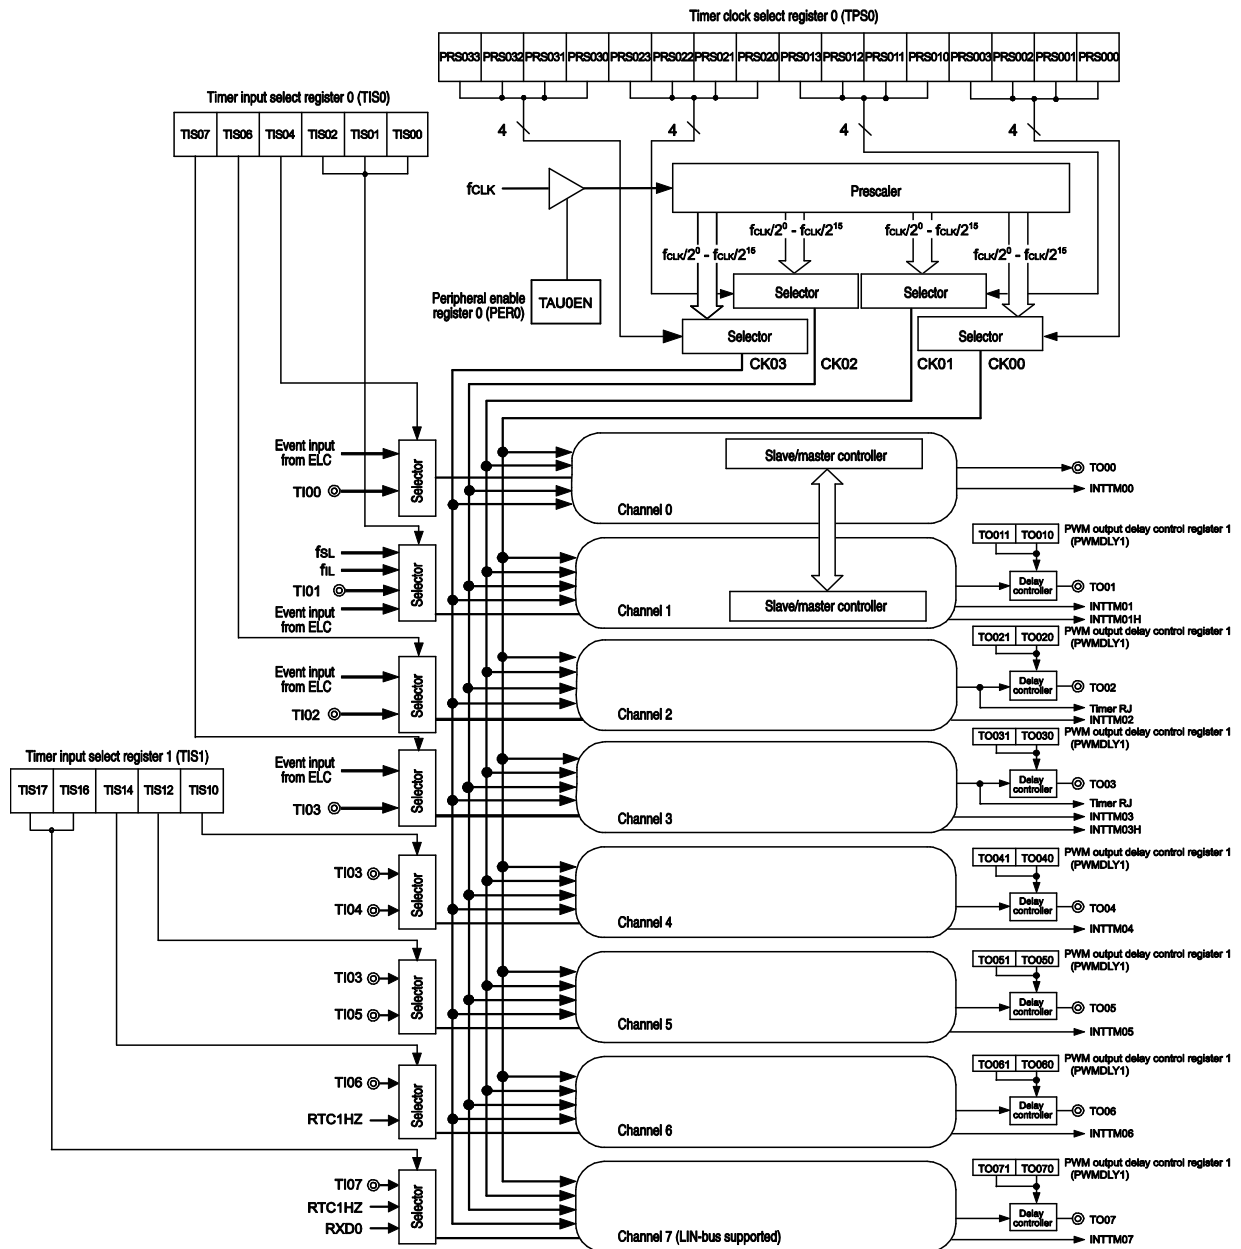 Timer clock select register 0 (TPS0)
PRS033 PRS032 PRS031 PRS030 PRS023 PRS022 PRS021 PRS020 PRS013 PRS012 PRS011 PRS010 PRS003 PRS002 PRS001 PRS000
Timer input select register 0 (TIS0)
TIS07 TIS06 TIS04 TIS02 TIS01 TIS00
4 4 4 4
fCLK
Prescaler
fCLK/2⁰ - fCLK/2¹⁵
fCLK/2⁰ - fCLK/2¹⁵
fCLK/2⁰ - fCLK/2¹⁵
fCLK/2⁰ - fCLK/2¹⁵
Peripheral enable
register 0 (PER0)
TAU0EN
Selector
Selector
Selector
Selector
CK03
CK02
CK01
CK00
Event input
from ELC
TI00
Selector
Slave/master controller
Channel 0
TO00
INTTM00
fSL
fIL
TI01
Event input
from ELC
Selector
Channel 1
Slave/master controller
TO011 TO010
PWM output delay control register 1
(PWMDLY1)
Delay
controller
TO01
INTTM01
INTTM01H
Event input
from ELC
TI02
Selector
Channel 2
TO021 TO020
PWM output delay control register 1
(PWMDLY1)
Delay
controller
TO02
Timer RJ
INTTM02
Timer input select register 1 (TIS1)
TIS17 TIS16 TIS14 TIS12 TIS10
Event input
from ELC
TI03
Selector
Channel 3
TO031 TO030
PWM output delay control register 1
(PWMDLY1)
Delay
controller
TO03
Timer RJ
INTTM03
INTTM03H
TI03
TI04
Selector
Channel 4
TO041 TO040
PWM output delay control register 1
(PWMDLY1)
Delay
controller
TO04
INTTM04
TI03
TI05
Selector
Channel 5
TO051 TO050
PWM output delay control register 1
(PWMDLY1)
Delay
controller
TO05
INTTM05
TI06
RTC1HZ
Selector
Channel 6
TO061 TO060
PWM output delay control register 1
(PWMDLY1)
Delay
controller
TO06
INTTM06
TI07
RTC1HZ
RXD0
Selector
Channel 7 (LIN-bus supported)
TO071 TO070
PWM output delay control register 1
(PWMDLY1)
Delay
controller
TO07
INTTM07